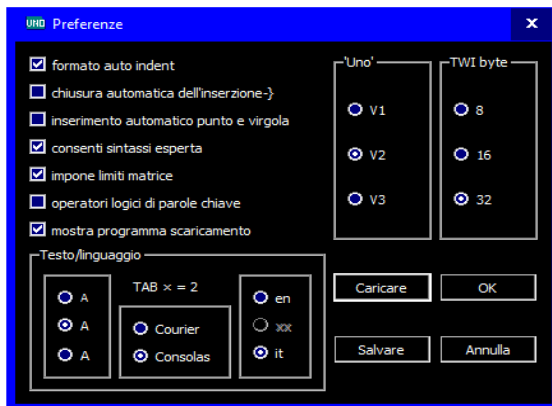 UHD Preferenze x
formato auto indent
chiusura automatica dell'inserzione-}
inserimento automatico punto e virgola
consenti sintassi esperta
impone limiti matrice
operatori logici di parole chiave
mostra programma scaricamento
'Uno'
V1
V2
V3
TWI byte
8
16
32
Testo/linguaggio
A
A
A
TAB × = 2
Courier
Consolas
en
xx
it
Caricare
OK
Salvare
Annulla